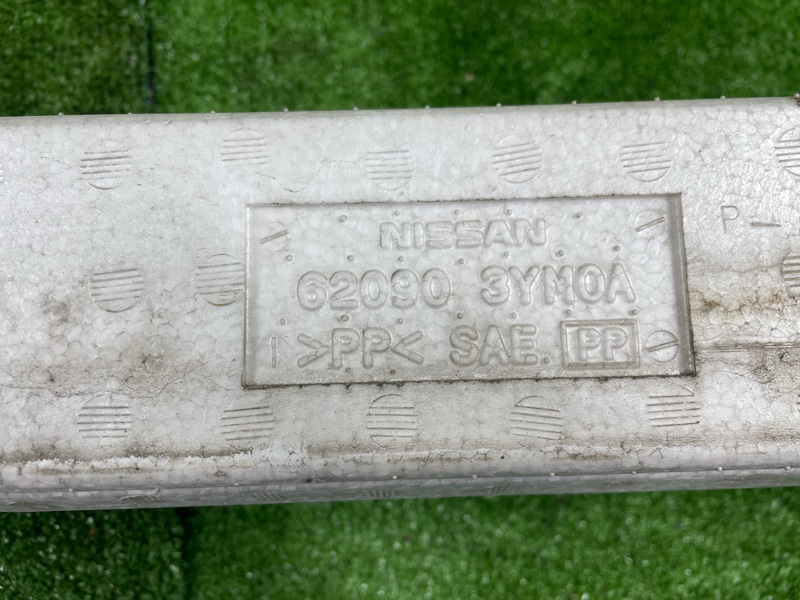 NISSAN
62090 3YM0A
>PP< SAE. PP
P